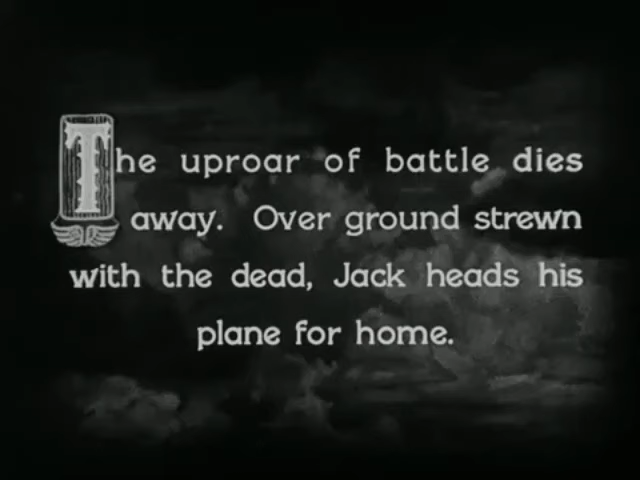 The uproar of battle dies
away. Over ground strewn
with the dead, Jack heads his
plane for home.